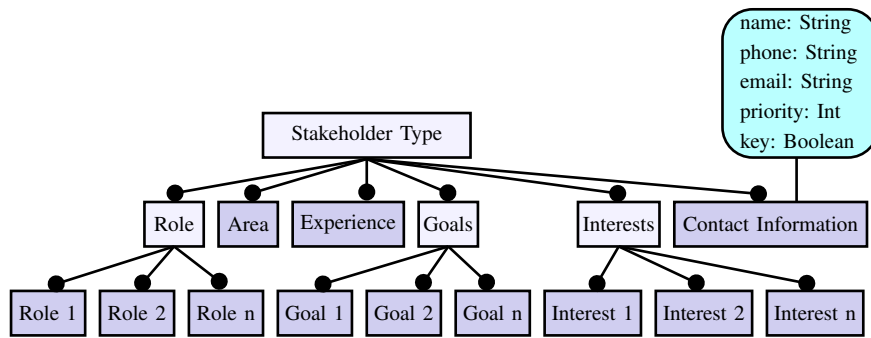 name: String
phone: String
email: String
priority: Int
key: Boolean
Stakeholder Type
Role
Area
Experience
Goals
Interests
Contact Information
Role 1
Role 2
Role n
Goal 1
Goal 2
Goal n
Interest 1
Interest 2
Interest n